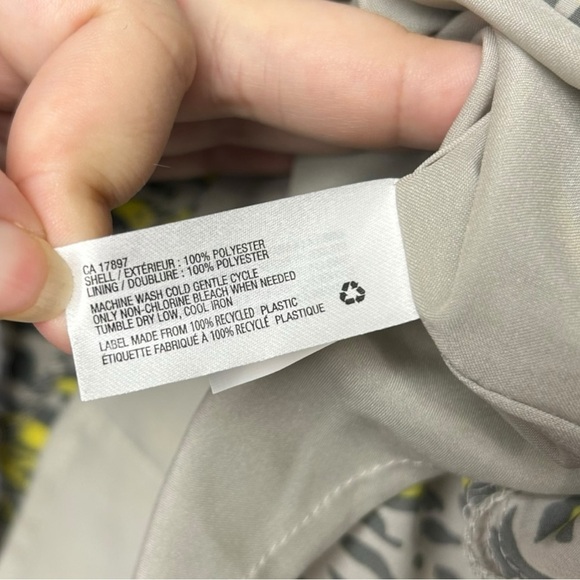 CA 17897
SHELL / EXTÉRIEUR : 100% POLYESTER
LINING / DOUBLURE : 100% POLYESTER
MACHINE WASH COLD GENTLE CYCLE
ONLY NON-CHLORINE BLEACH WHEN NEEDED
TUMBLE DRY LOW, COOL IRON
LABEL MADE FROM 100% RECYCLED PLASTIC
ÉTIQUETTE FABRIQUÉ À 100% RECYCLÉ PLASTIQUE